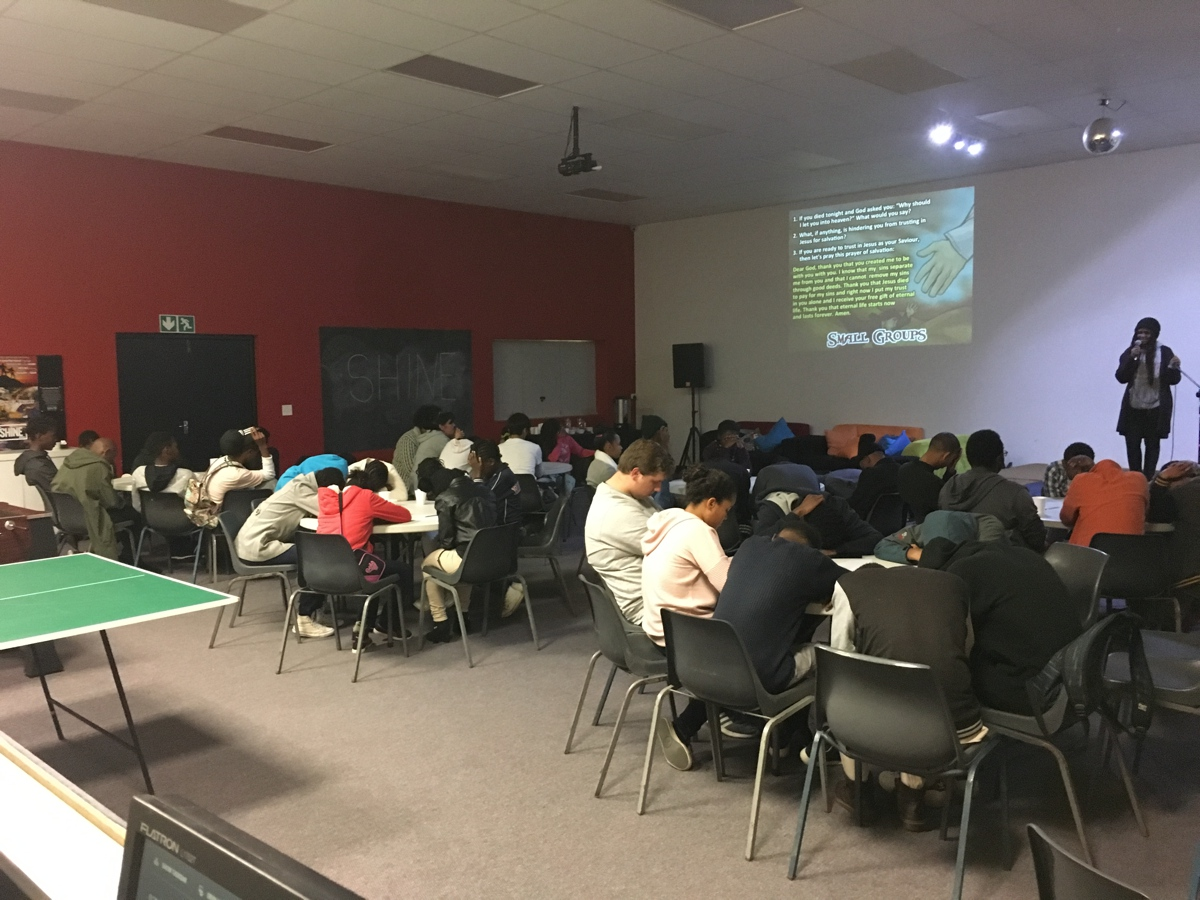 1. If you died tonight and God asked you: "Why should
I let you into heaven?" What would you say?
2. What, if anything, is hindering you from trusting in
Jesus for salvation?
3. If you are ready to trust in Jesus as your Saviour,
then let's pray this prayer of salvation:
Dear God, thank you that you created me to be
with you with you. I know that my sins separate
me from you and that I cannot remove my sins
through good deeds. Thank you that Jesus died
to pay for my sins and right now I put my trust
in you alone and I receive your free gift of eternal
life. Thank you that eternal life starts now
and lasts forever. Amen.
SMALL GROUPS
SHINE
SHINE
FLATRON